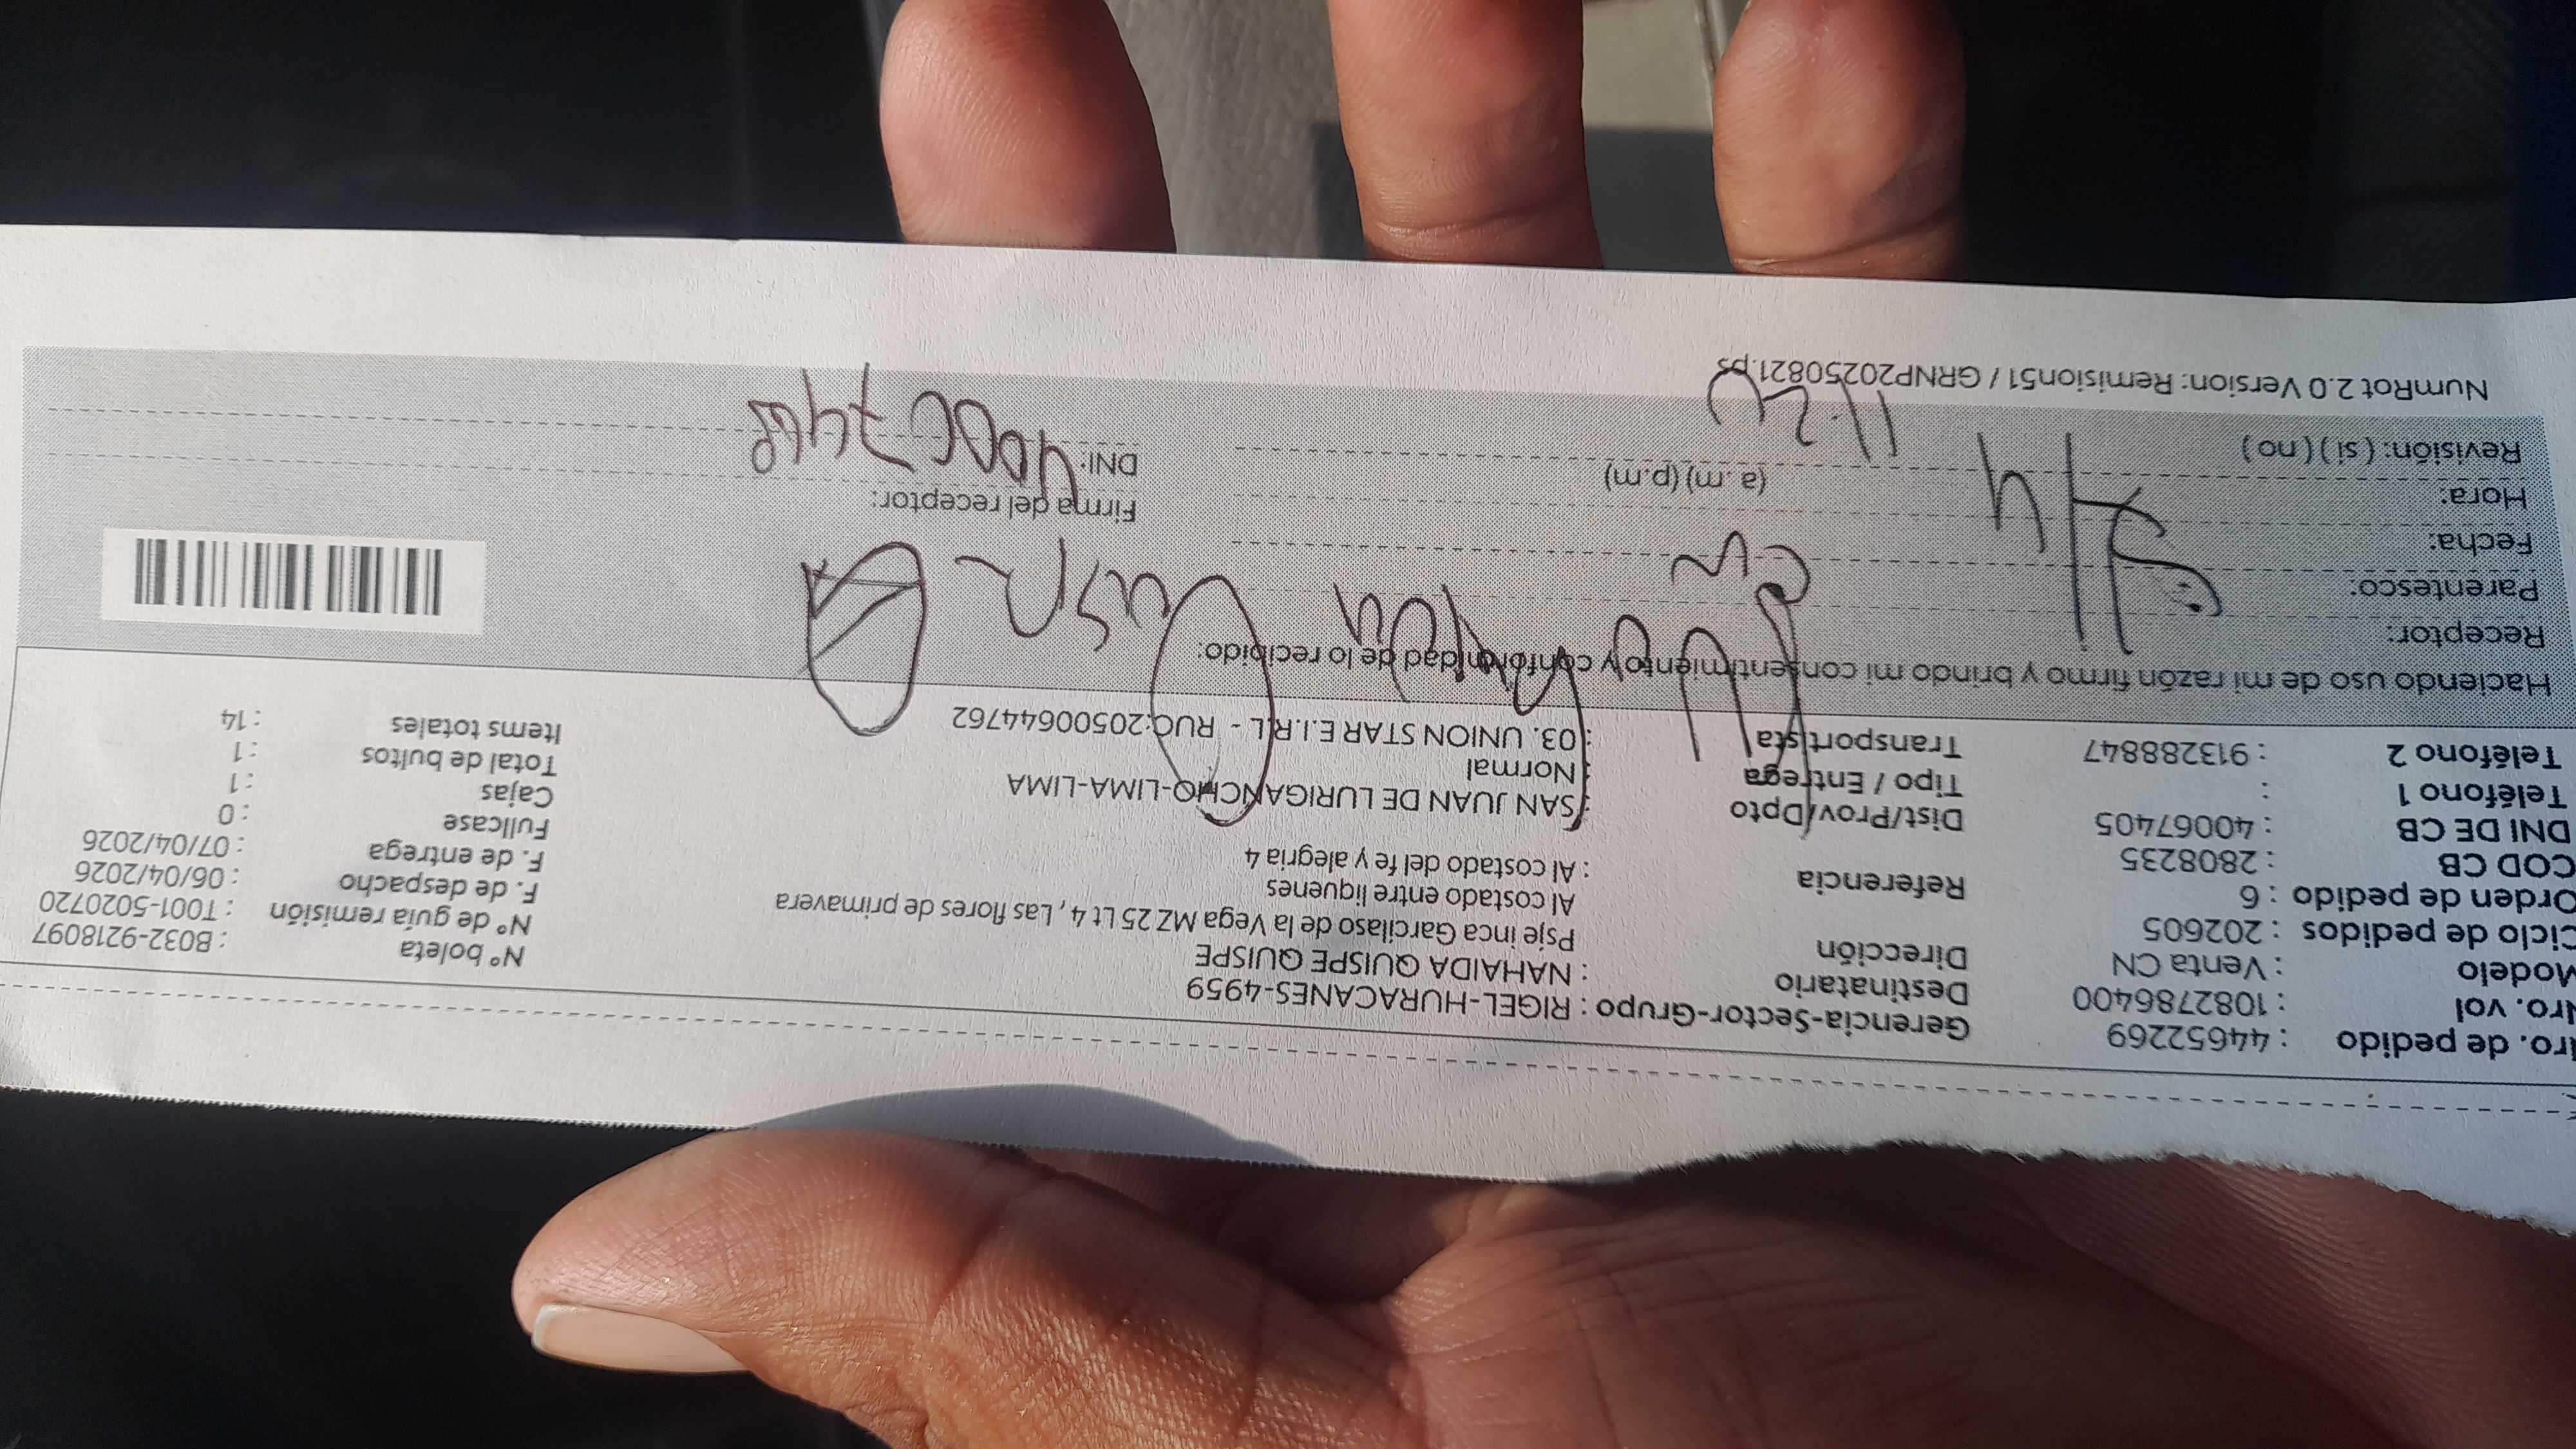 Nro. de pedido : 44652269
Nro. vol : 1082786400
Modelo : Venta CN
Ciclo de pedidos : 202605
Orden de pedido : 6
COD CB : 2808235
DNI DE CB : 40067405
Teléfono 1 :
Teléfono 2 : 913288847
Gerencia-Sector-Grupo : RIGEL-HURACANES-4959
Destinatario : NAHAIDA QUISPE QUISPE
Dirección Psje inca Garcilaso de la Vega MZ 25 Lt 4, Las flores de primavera
Al costado entre liquenes
Referencia : Al costado del fe y alegria 4
Dist/Prov/Dpto : SAN JUAN DE LURIGANCHO-LIMA-LIMA
Tipo / Entrega : Normal
Transportista : 03. UNION STAR E.I.R.L - RUC:20500644762
N° boleta : B032-9218097
N° de guía remisión : T001-5020720
F. de despacho : 06/04/2026
F. de entrega : 07/04/2026
Fullcase : 0
Cajas : 1
Total de bultos : 1
Items totales : 14
Haciendo uso de mi razón firmo y brindo mi consentimiento y conformidad de lo recibido:
Receptor:
Parentesco:
Fecha:
Hora: (a.m) (p.m)
Revisión: ( si ) ( no )
Firma del receptor:
DNI:
NumRot 2.0 Version: Remision51 / GRNP20250821.ps